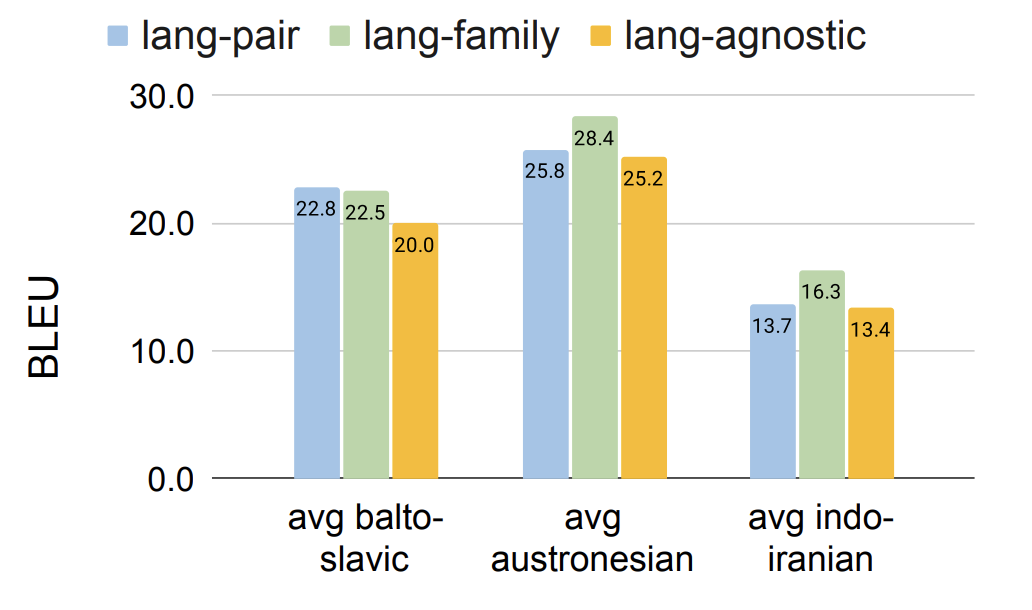 lang-pair lang-family lang-agnostic
30.0
20.0
10.0
0.0
BLEU
22.8 22.5 20.0
25.8 28.4 25.2
13.7 16.3 13.4
avg balto-
slavic
avg
austronesian
avg indo-
iranian